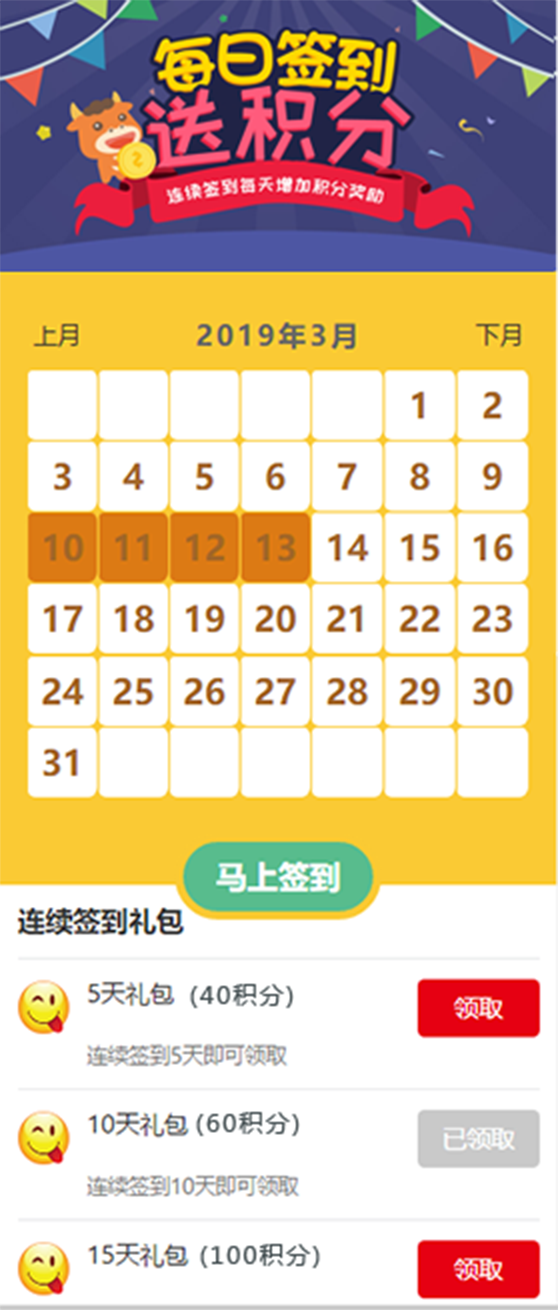 每日签到
送积分
连续签到每天增加积分奖励
上月 2019年3月 下月
1 2
3 4 5 6 7 8 9
10 11 12 13 14 15 16
17 18 19 20 21 22 23
24 25 26 27 28 29 30
31
马上签到
连续签到礼包
5天礼包 (40积分) 领取
连续签到5天即可领取
10天礼包 (60积分) 已领取
连续签到10天即可领取
15天礼包 (100积分) 领取